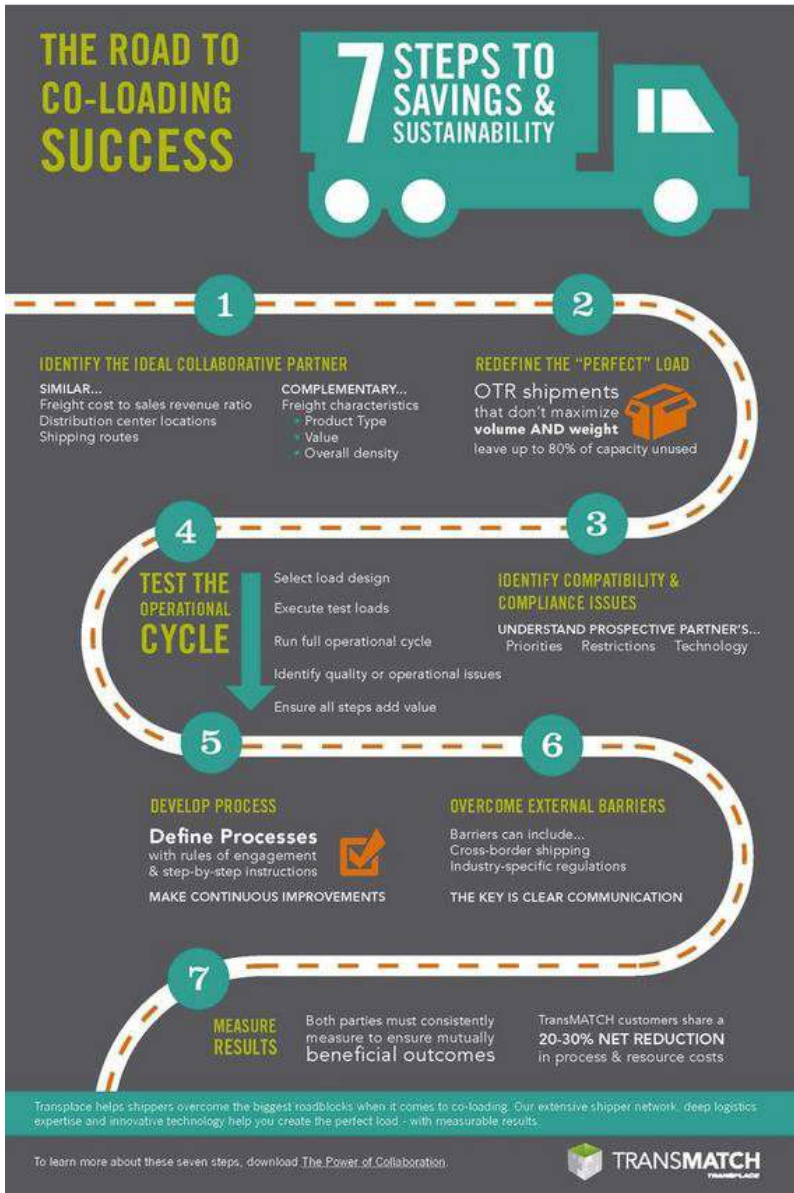 THE ROAD TO
CO-LOADING
SUCCESS
7 STEPS TO
SAVINGS &
SUSTAINABILITY
1
IDENTIFY THE IDEAL COLLABORATIVE PARTNER
SIMILAR...
Freight cost to sales revenue ratio
Distribution center locations
Shipping routes
COMPLEMENTARY...
Freight characteristics
• Product Type
• Value
• Overall density
2
REDEFINE THE “PERFECT” LOAD
OTR shipments
that don't maximize
volume AND weight
leave up to 80% of capacity unused
3
IDENTIFY COMPATIBILITY &
COMPLIANCE ISSUES
UNDERSTAND PROSPECTIVE PARTNER'S...
Priorities Restrictions Technology
4
TEST THE
OPERATIONAL
CYCLE
Select load design
Execute test loads
Run full operational cycle
Identify quality or operational issues
Ensure all steps add value
5
DEVELOP PROCESS
Define Processes
with rules of engagement
& step-by-step instructions
MAKE CONTINUOUS IMPROVEMENTS
6
OVERCOME EXTERNAL BARRIERS
Barriers can include...
Cross-border shipping
Industry-specific regulations
THE KEY IS CLEAR COMMUNICATION
7
MEASURE
RESULTS
Both parties must consistently
measure to ensure mutually
beneficial outcomes
TransMATCH customers share a
20-30% NET REDUCTION
in process & resource costs
Transplace helps shippers overcome the biggest roadblocks when it comes to co-loading. Our extensive shipper network, deep logistics
expertise and innovative technology help you create the perfect load - with measurable results.
To learn more about these seven steps, download The Power of Collaboration.
TRANSMATCH
TRANSPLACE